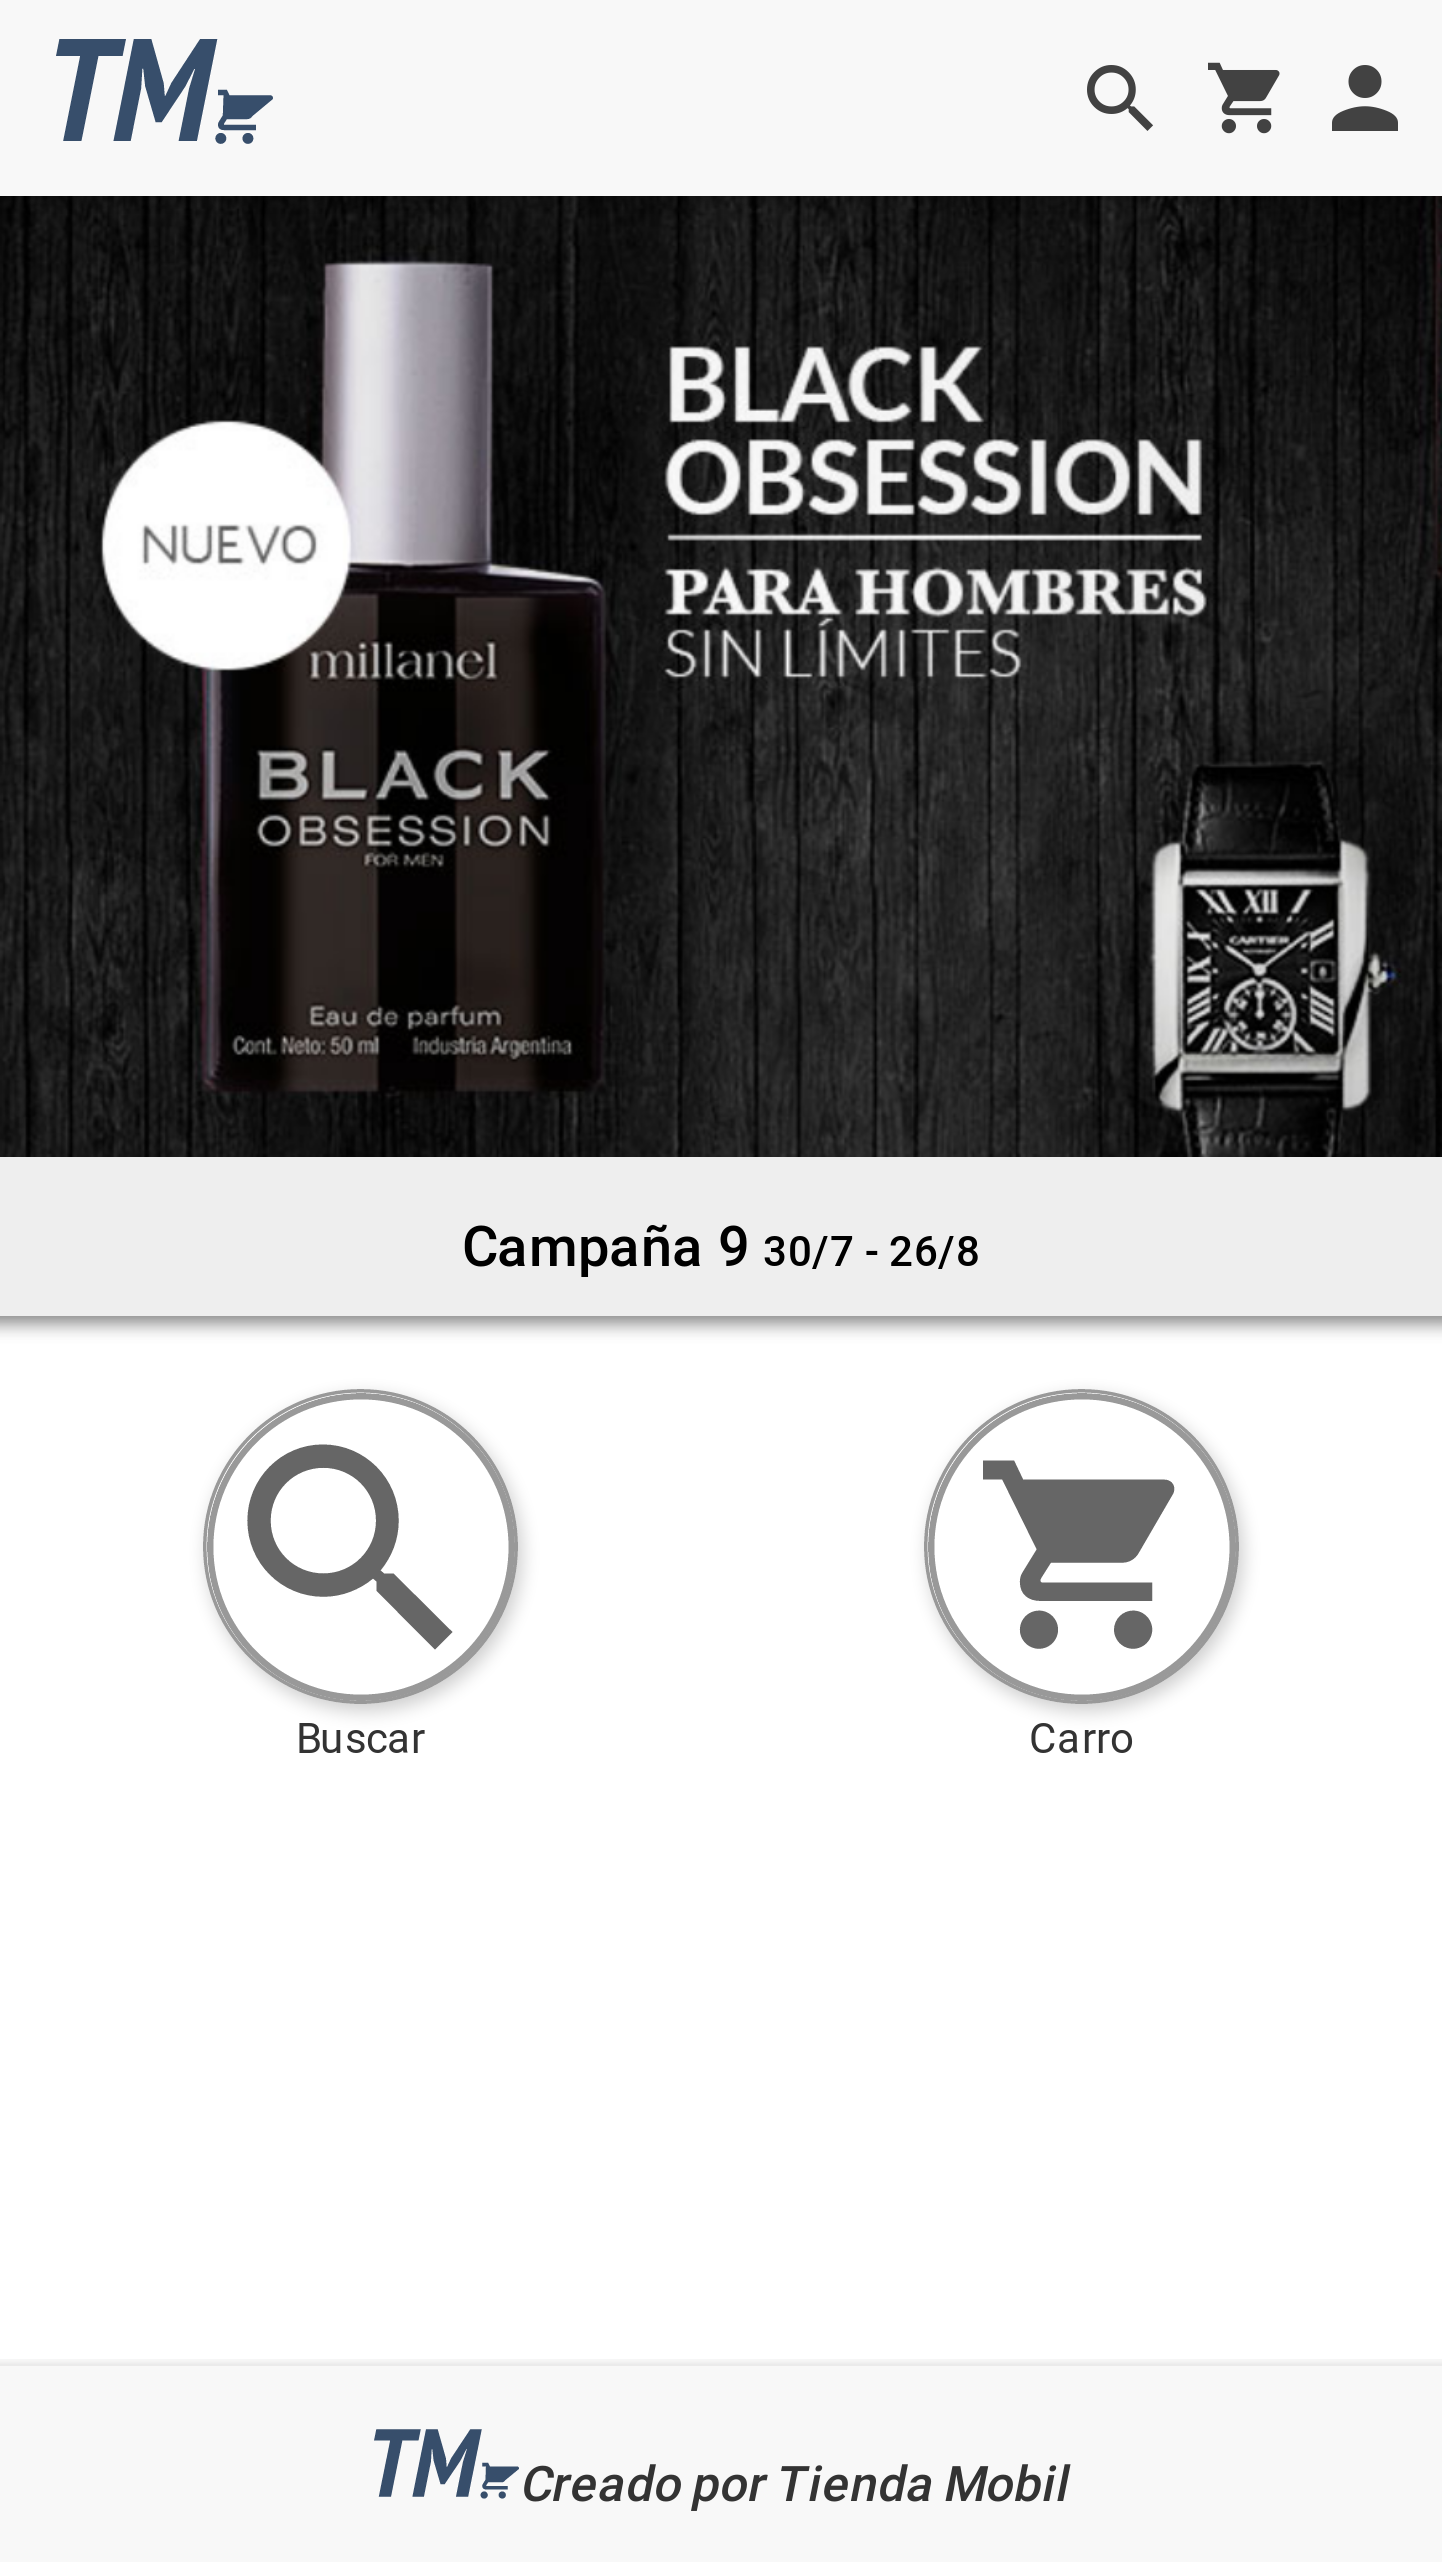 TM
BLACK
OBSESSION
PARA HOMBRES
SIN LÍMITES
NUEVO
millanel
BLACK
OBSESSION
FOR MEN
Eau de parfum
Cont. Neto: 50 ml Industria Argentina
XII
CARTIER
Campaña 9 30/7 - 26/8
Buscar
Carro
TM Creado por Tienda Mobil